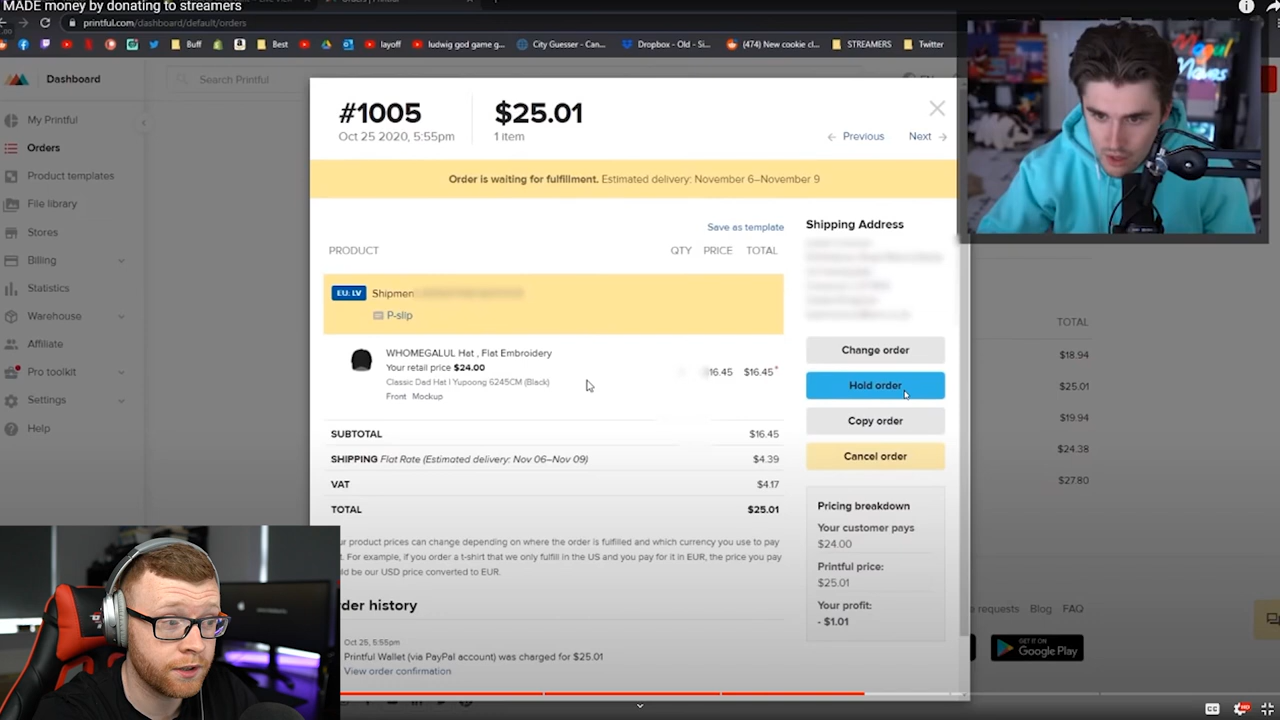 MADE money by donating to streamers
printful.com/dashboard/default/orders
Buff
Best
layoff
ludwig god game g...
City Guesser - Can...
Dropbox - Old - Si...
(474) New cookie cl...
STREAMERS
Twitter
Dashboard
Search Printful
My Printful
Orders
Product templates
File library
Stores
Billing
Statistics
Warehouse
Affiliate
Pro toolkit
Settings
Help
#1005
Oct 25 2020, 5:55pm
$25.01
1 item
← Previous
Next →
Order is waiting for fulfillment. Estimated delivery: November 6–November 9
Save as template
PRODUCT QTY PRICE TOTAL
EU: LV Shipmen
P-slip
WHOMEGALUL Hat , Flat Embroidery
Your retail price $24.00
Classic Dad Hat | Yupoong 6245CM (Black)
Front Mockup
16.45 $16.45*
SUBTOTAL $16.45
SHIPPING Flat Rate (Estimated delivery: Nov 06–Nov 09) $4.39
VAT $4.17
TOTAL $25.01
ur product prices can change depending on where the order is fulfilled and which currency you use to pay
t. For example, if you order a t-shirt that we only fulfill in the US and you pay for it in EUR, the price you pay
ld be our USD price converted to EUR.
der history
Oct 25, 5:55pm
Printful Wallet (via PayPal account) was charged for $25.01
View order confirmation
Shipping Address
Change order
Hold order
Copy order
Cancel order
Pricing breakdown
Your customer pays
$24.00
Printful price:
$25.01
Your profit:
- $1.01
TOTAL
$18.94
$25.01
$19.94
$24.38
$27.80
e requests Blog FAQ
GET IT ON
Google Play
Mogul
Moves
CC
HD